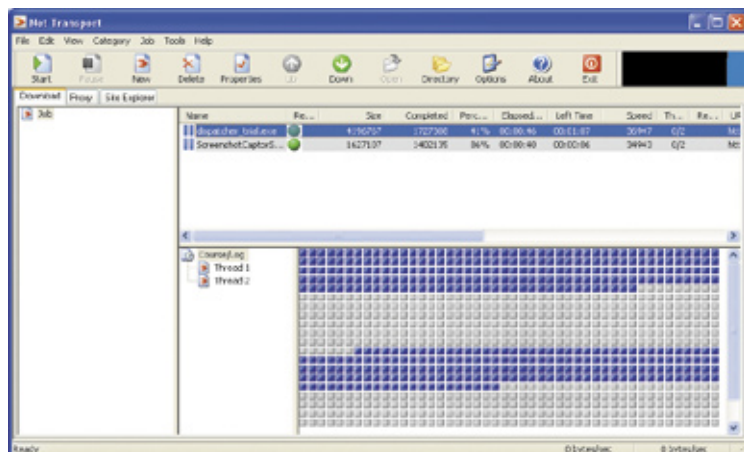 Net Transport
File Edit View Category Job Tools Help
Start Pause New Delete Properties Up Down Open Directory Options About Exit
Download Proxy Site Explorer
Job
Name Re... Size Completed Perc... Elapsed... Left Time Speed Th... Re... UR
dispatcher_trial.exe 41% 00:00:46 00:01:07 36947 0/2
ScreenshotCaptorS... 1627137 1402135 86% 00:00:40 00:00:06 34943 0/2
Course/Log
Thread 1
Thread 2
Ready 0 bytes/sec 0 bytes/sec